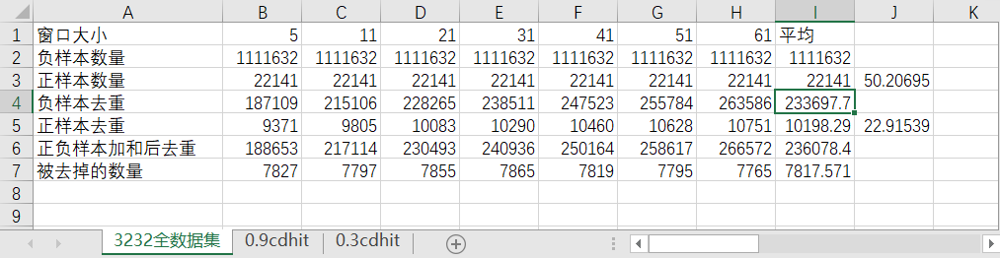 A B C D E F G H I J K
1 窗口大小 5 11 21 31 41 51 61 平均
2 负样本数量 1111632 1111632 1111632 1111632 1111632 1111632 1111632 1111632
3 正样本数量 22141 22141 22141 22141 22141 22141 22141 22141 50.20695
4 负样本去重 187109 215106 228265 238511 247523 255784 263586 233697.7
5 正样本去重 9371 9805 10083 10290 10460 10628 10751 10198.29 22.91539
6 正负样本加和后去重 188653 217114 230493 240936 250164 258617 266572 236078.4
7 被去掉的数量 7827 7797 7855 7865 7819 7795 7765 7817.571
8
9
3232全数据集 0.9cdhit 0.3cdhit